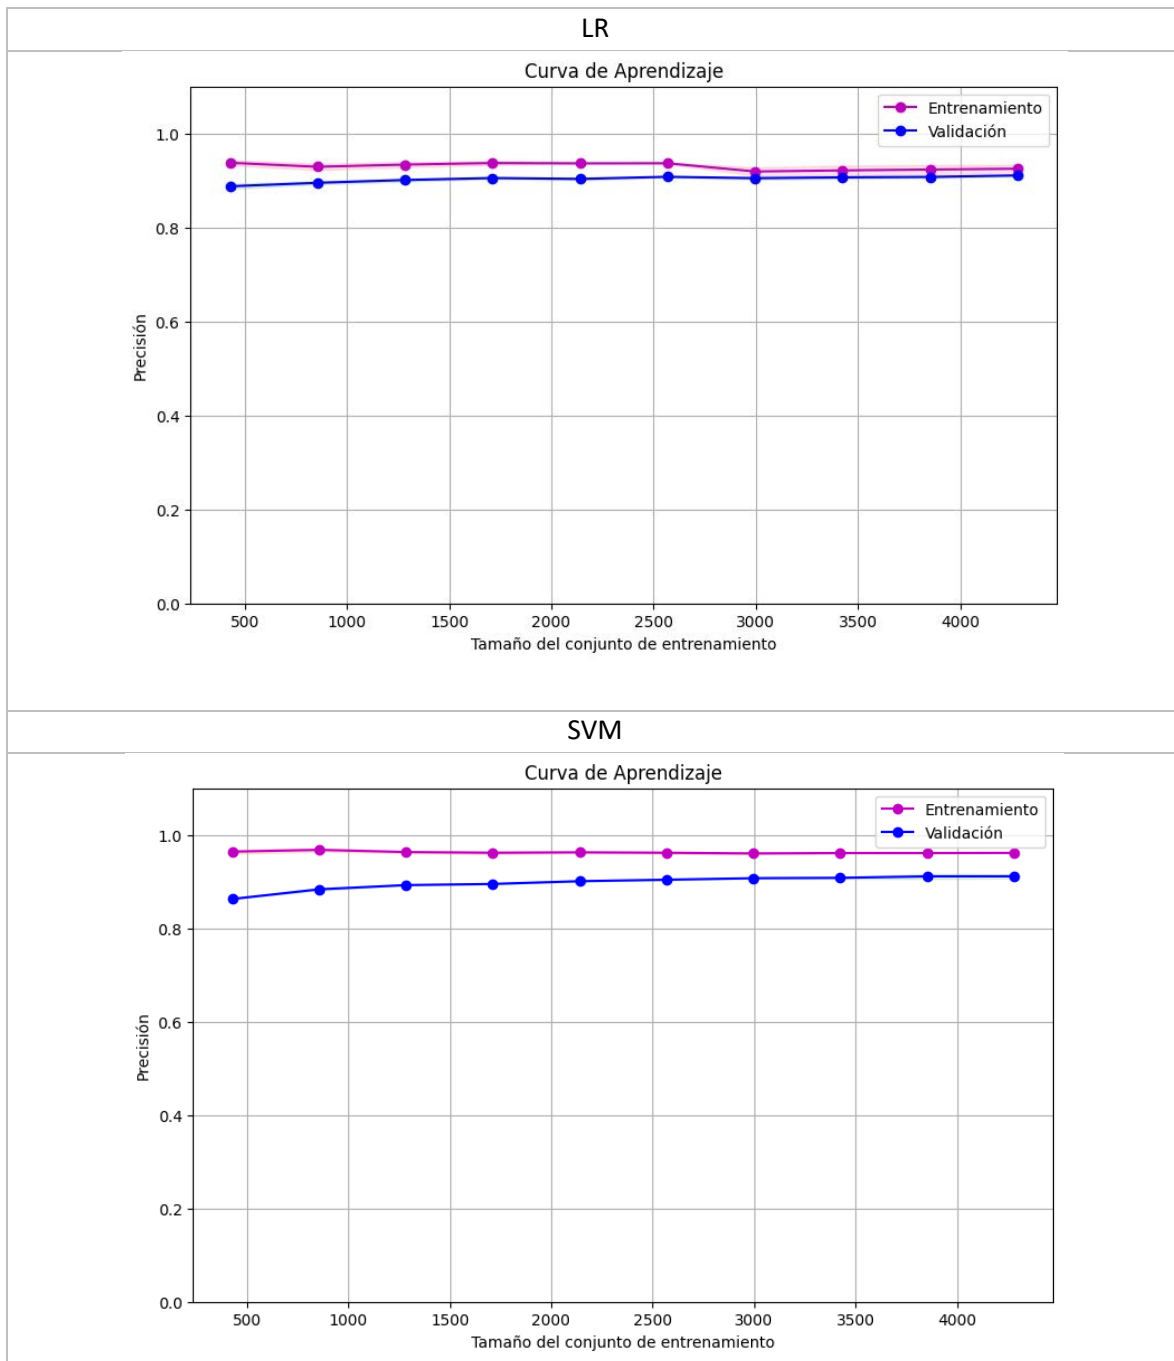 LR
Curva de Aprendizaje
Entrenamiento
Validación
1.0
0.8
0.6
0.4
0.2
0.0
Precisión
500 1000 1500 2000 2500 3000 3500 4000
Tamaño del conjunto de entrenamiento
SVM
Curva de Aprendizaje
Entrenamiento
Validación
1.0
0.8
0.6
0.4
0.2
0.0
Precisión
500 1000 1500 2000 2500 3000 3500 4000
Tamaño del conjunto de entrenamiento